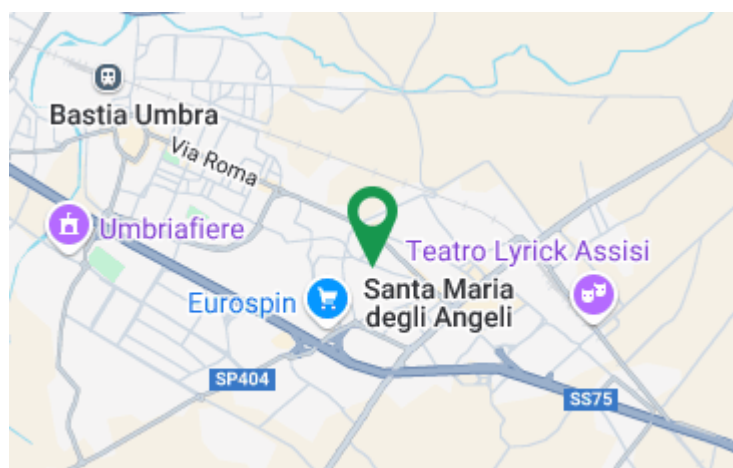 Bastia Umbra
Via Roma
Umbriafiere
Teatro Lyrick Assisi
Eurospin
Santa Maria
degli Angeli
SP404
SS75